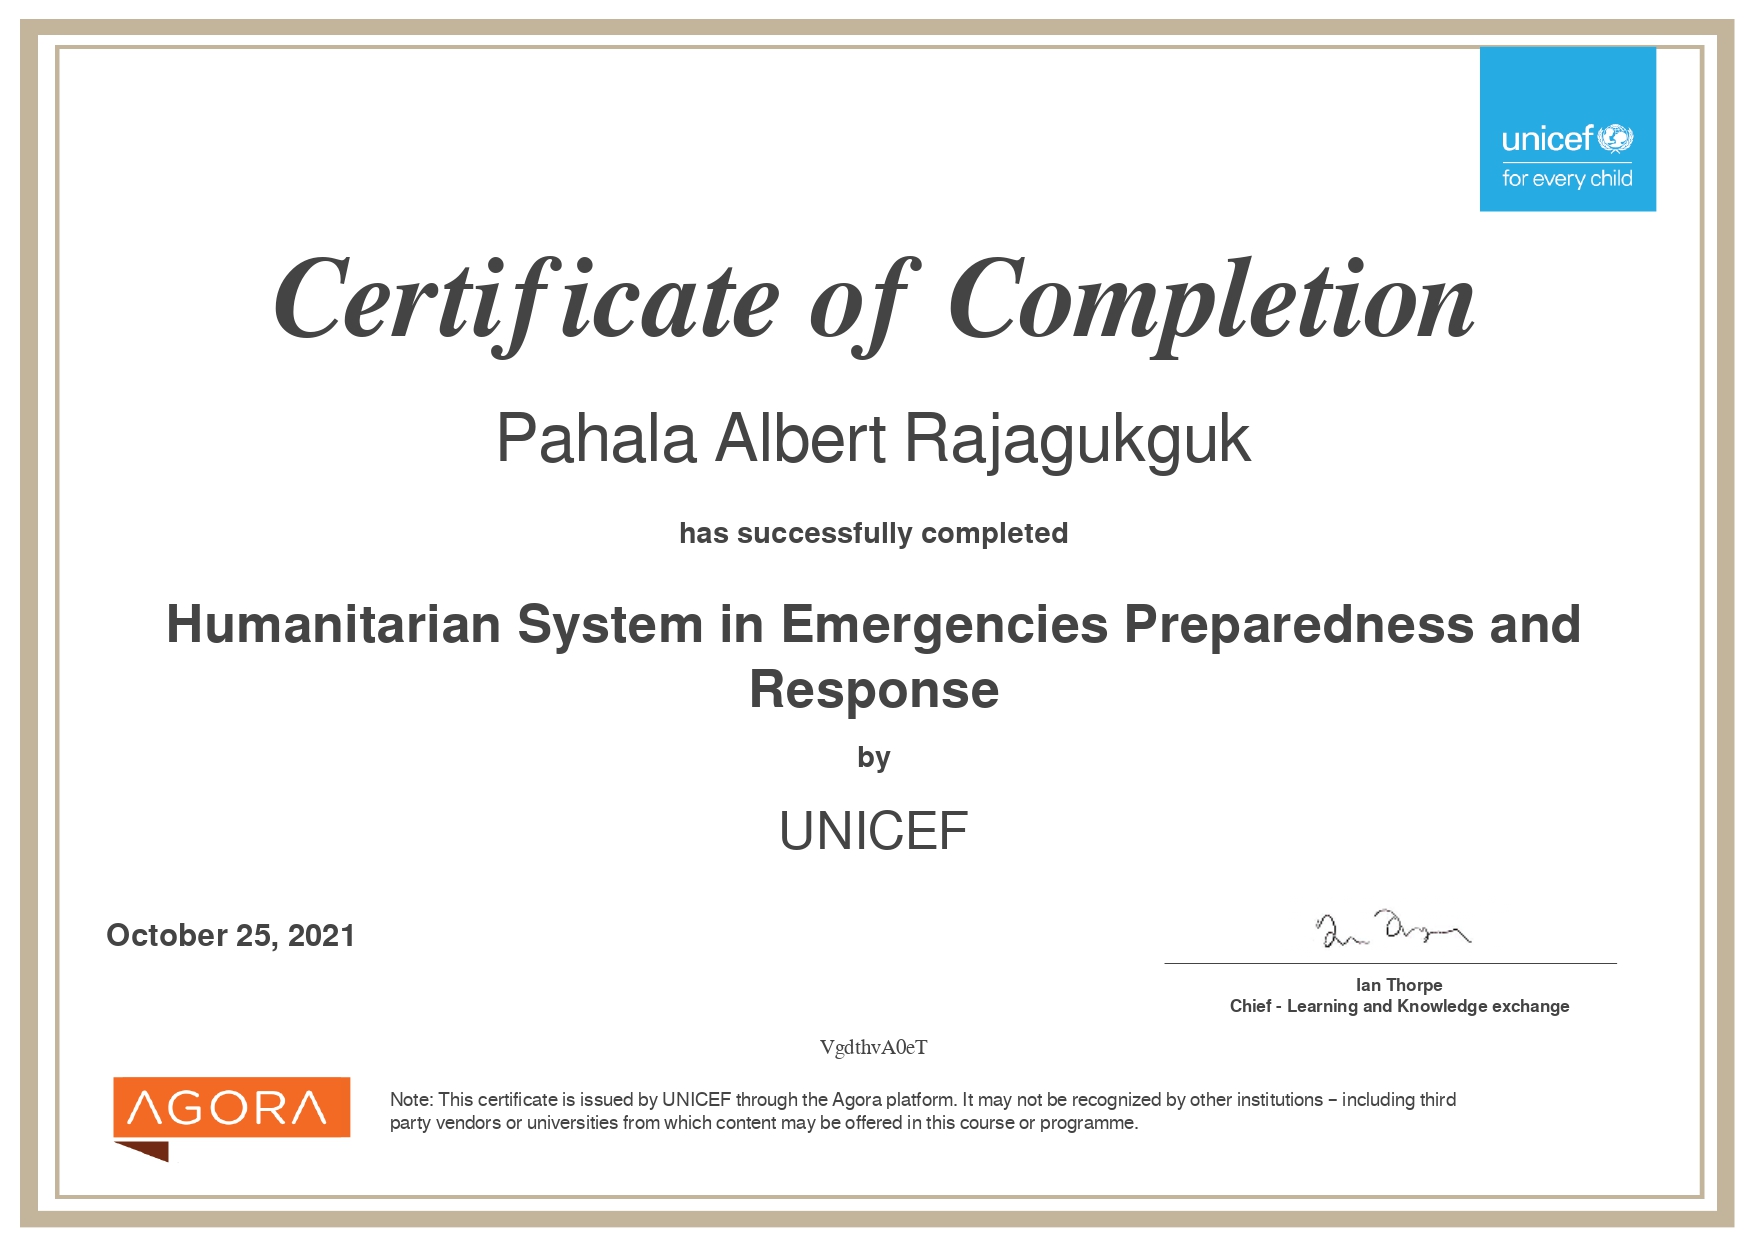 unicef
for every child
Certificate of Completion
Pahala Albert Rajagukguk
has successfully completed
Humanitarian System in Emergencies Preparedness and
Response
by
UNICEF
October 25, 2021
Ian Thorpe
Chief - Learning and Knowledge exchange
VgdthvA0eT
AGORA
Note: This certificate is issued by UNICEF through the Agora platform. It may not be recognized by other institutions – including third
party vendors or universities from which content may be offered in this course or programme.